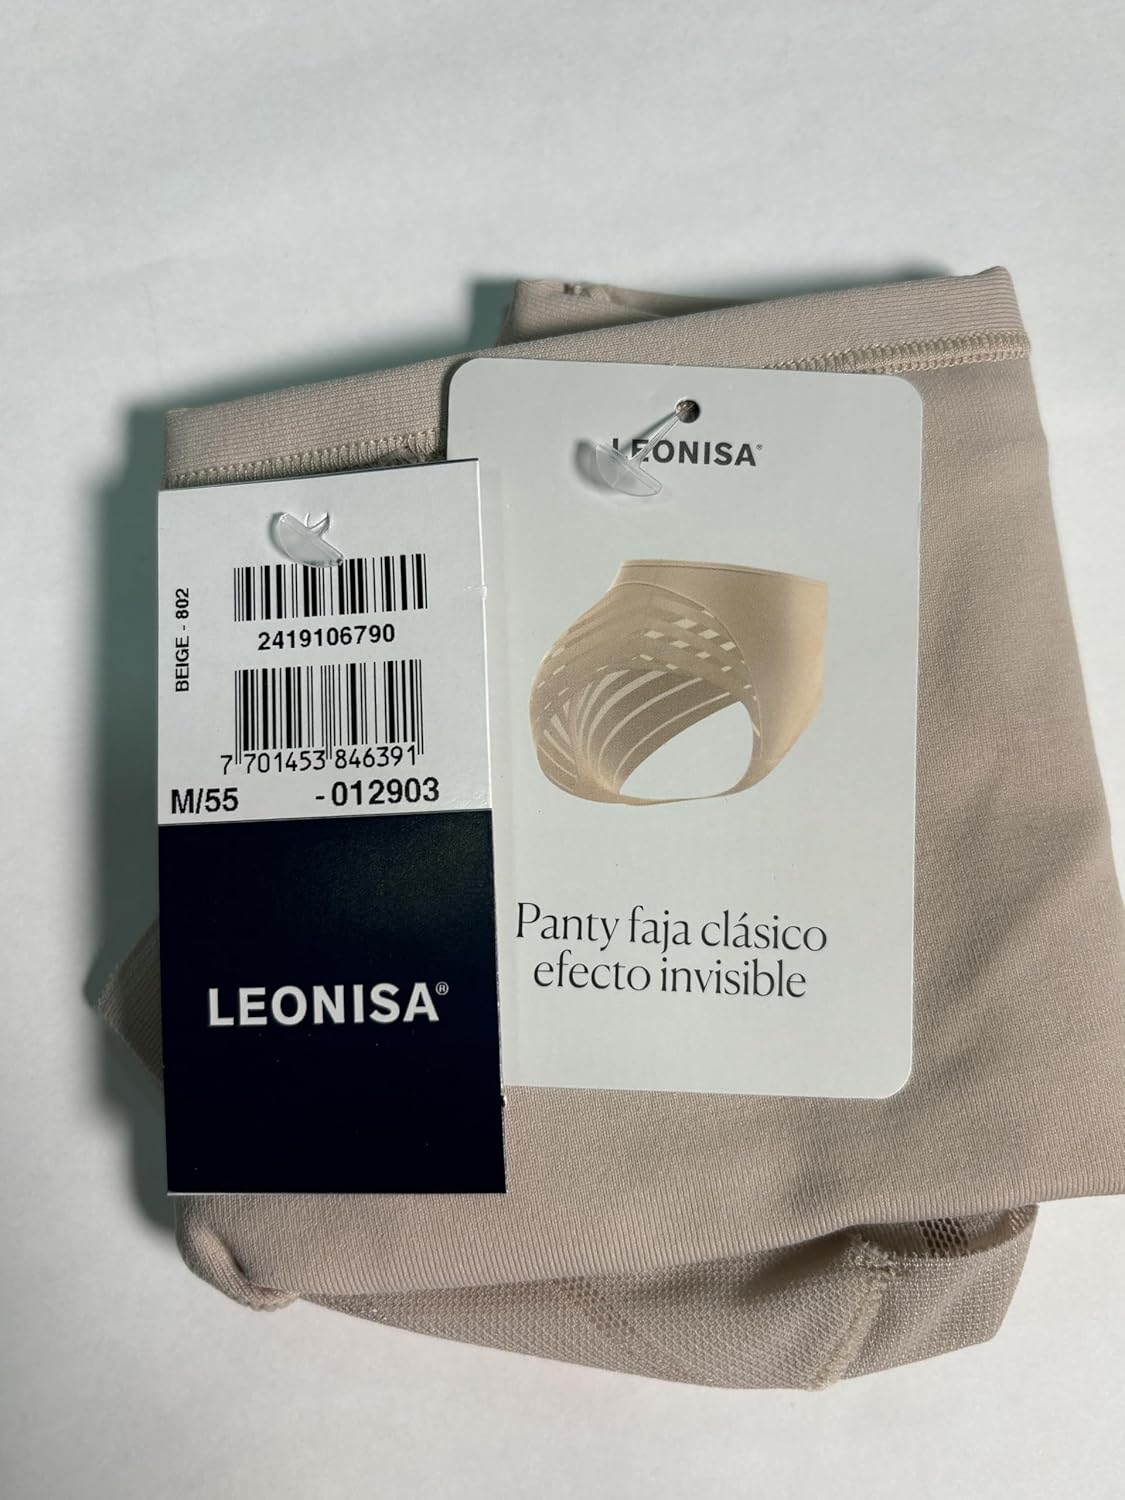 BEIGE - 802
2419106790
7 701453 846391
M/55 -012903
LEONISA®
LEONISA®
Panty faja clásico
efecto invisible